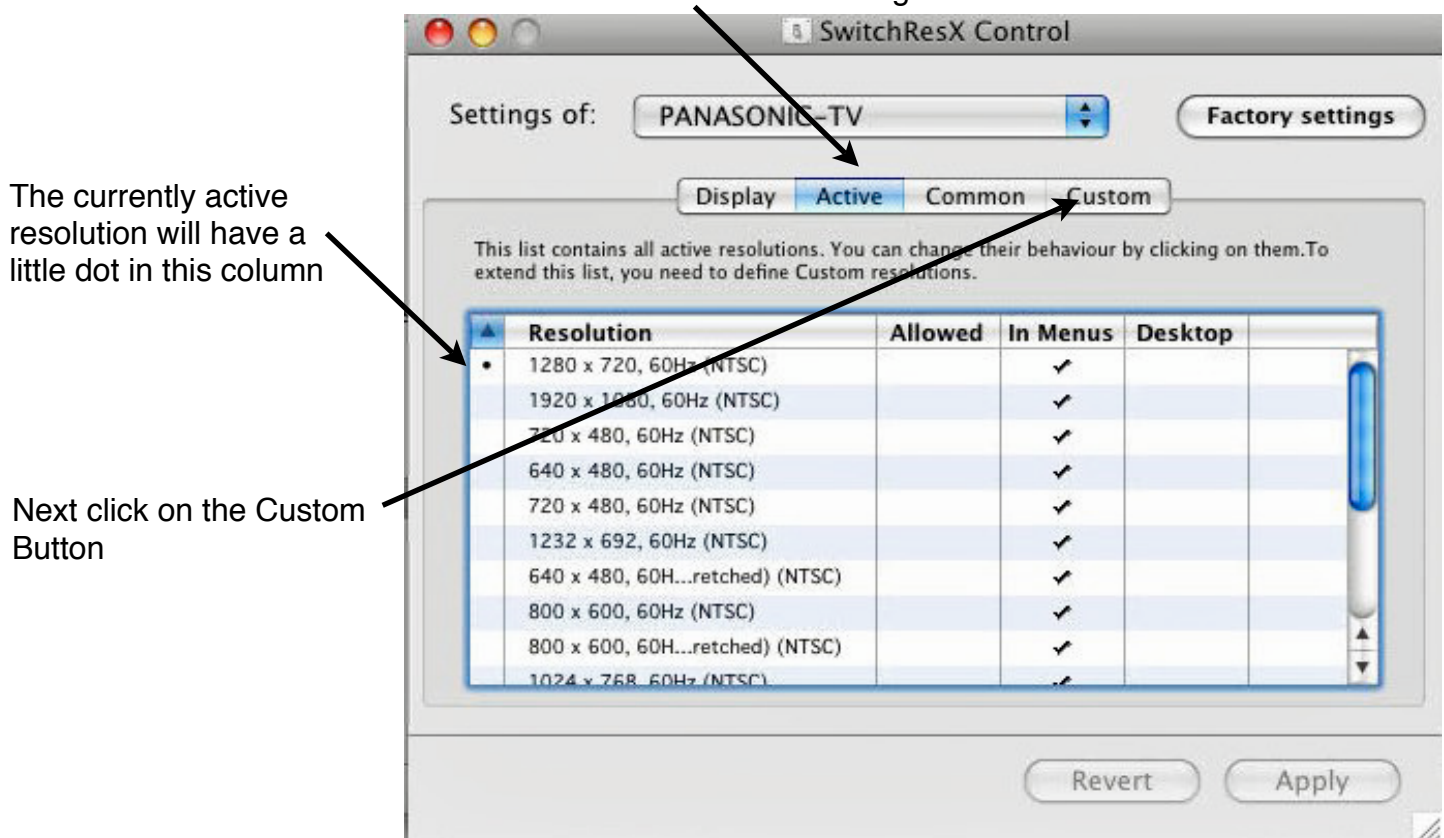 SwitchResX Control
Settings of: PANASONIC-TV Factory settings
Display Active Common Custom
The currently active
resolution will have a
little dot in this column
This list contains all active resolutions. You can change their behaviour by clicking on them.To
extend this list, you need to define Custom resolutions.
Resolution Allowed In Menus Desktop
• 1280 x 720, 60Hz (NTSC) ✓
1920 x 1080, 60Hz (NTSC) ✓
720 x 480, 60Hz (NTSC) ✓
640 x 480, 60Hz (NTSC) ✓
720 x 480, 60Hz (NTSC) ✓
1232 x 692, 60Hz (NTSC) ✓
640 x 480, 60H...retched) (NTSC) ✓
800 x 600, 60Hz (NTSC) ✓
800 x 600, 60H...retched) (NTSC) ✓
1024 x 768, 60Hz (NTSC) ✓
Next click on the Custom
Button
Revert Apply